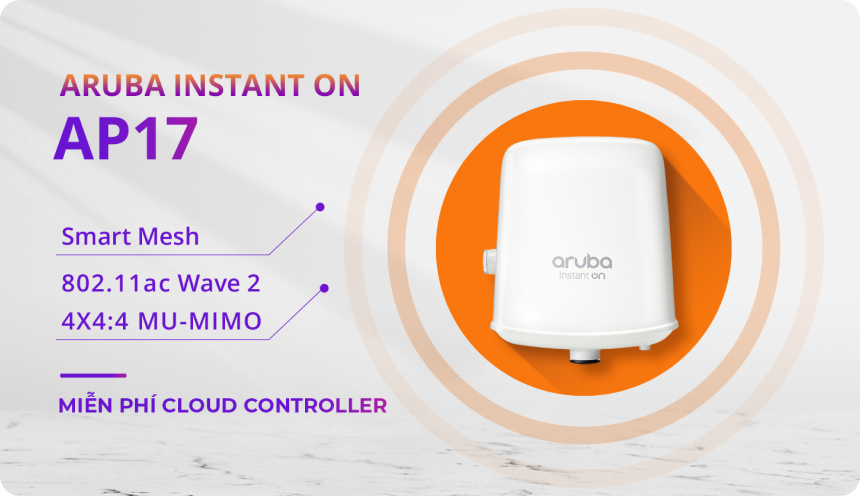 ARUBA INSTANT ON
AP17
Smart Mesh
802.11ac Wave 2
4X4:4 MU-MIMO
MIỄN PHÍ CLOUD CONTROLLER
aruba
instant on